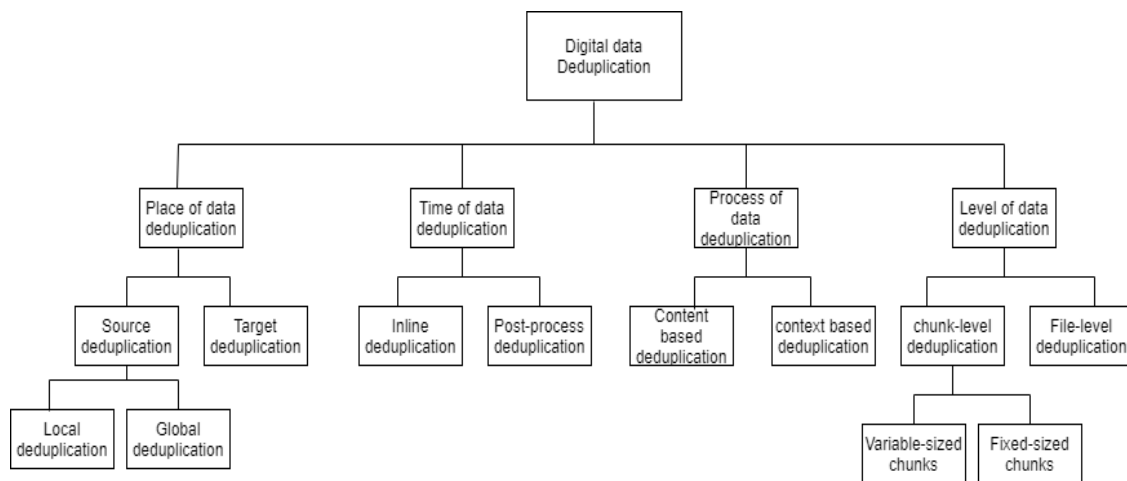 Digital data
Deduplication
Place of data
deduplication
Time of data
deduplication
Process of
data
deduplication
Level of data
deduplication
Source
deduplication
Target
deduplication
Inline
deduplication
Post-process
deduplication
Content
based
deduplication
context based
deduplication
chunk-level
deduplication
File-level
deduplication
Local
deduplication
Global
deduplication
Variable-sized
chunks
Fixed-sized
chunks